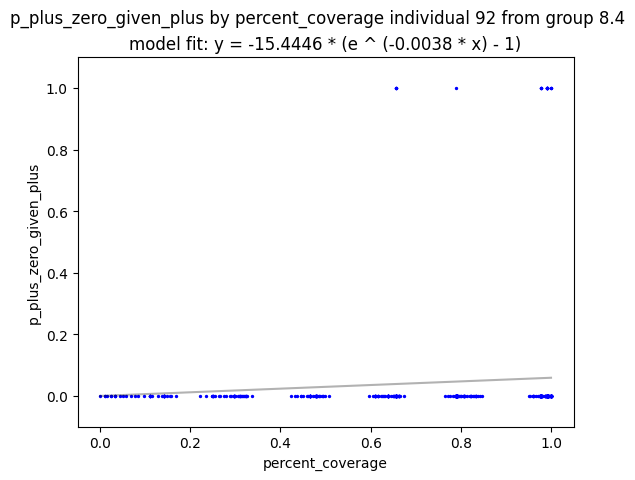 p_plus_zero_given_plus by percent_coverage individual 92 from group 8.4
model fit: y = -15.4446 * (e ^ (-0.0038 * x) - 1)
1.0
0.8
0.6
0.4
0.2
0.0
p_plus_zero_given_plus
0.0 0.2 0.4 0.6 0.8 1.0
percent_coverage